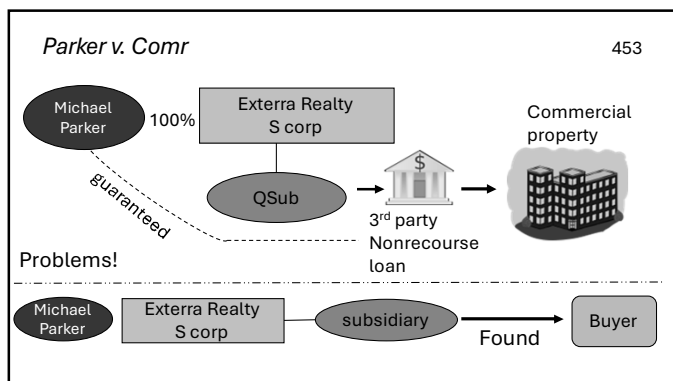 Parker v. Comr
453
Michael
Parker
100%
Exterra Realty
S corp
Commercial
property
guaranteed
QSub
$
3rd party
Nonrecourse
loan
Problems!
Michael
Parker
Exterra Realty
S corp
subsidiary
Found
Buyer